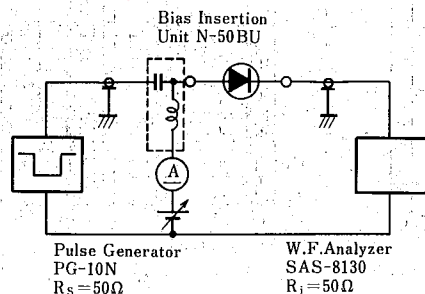 Bias Insertion
Unit N-50BU
A
Pulse Generator
PG-10N
RS=50Ω
W.F.Analyzer
SAS-8130
Ri=50Ω